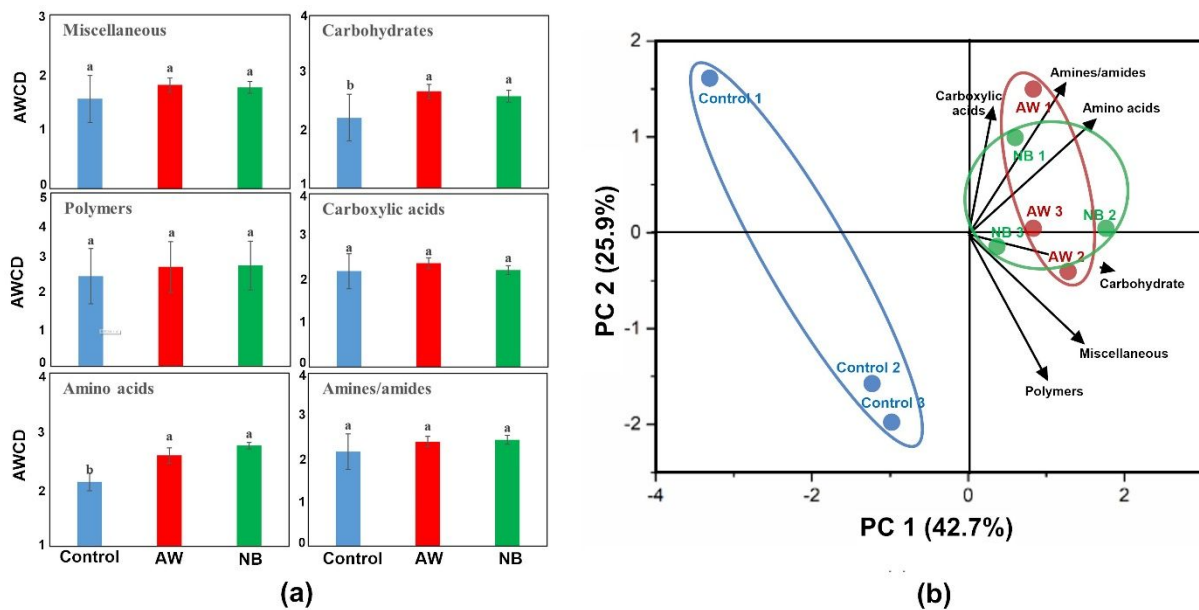 Miscellaneous
3
2
1
0
AWCD
a
a
a
Carbohydrates
4
3
2
1
b
a
a
Polymers
5
4
3
2
1
0
AWCD
a
a
a
Carboxylic acids
4
3
2
1
0
a
a
a
Amino acids
4
3
2
1
AWCD
b
a
a
Control
AW
NB
Amines/amides
4
3
2
1
0
a
a
a
Control
AW
NB
(a)
2
1
0
-1
-2
PC 2 (25.9%)
Control 1
Control 2
Control 3
Carboxylic
acids
Amines/amides
Amino acids
AW 1
NB 1
AW 3
NB 2
NB 3
AW 2
Carbohydrate
Miscellaneous
Polymers
-4
-2
0
2
PC 1 (42.7%)
(b)